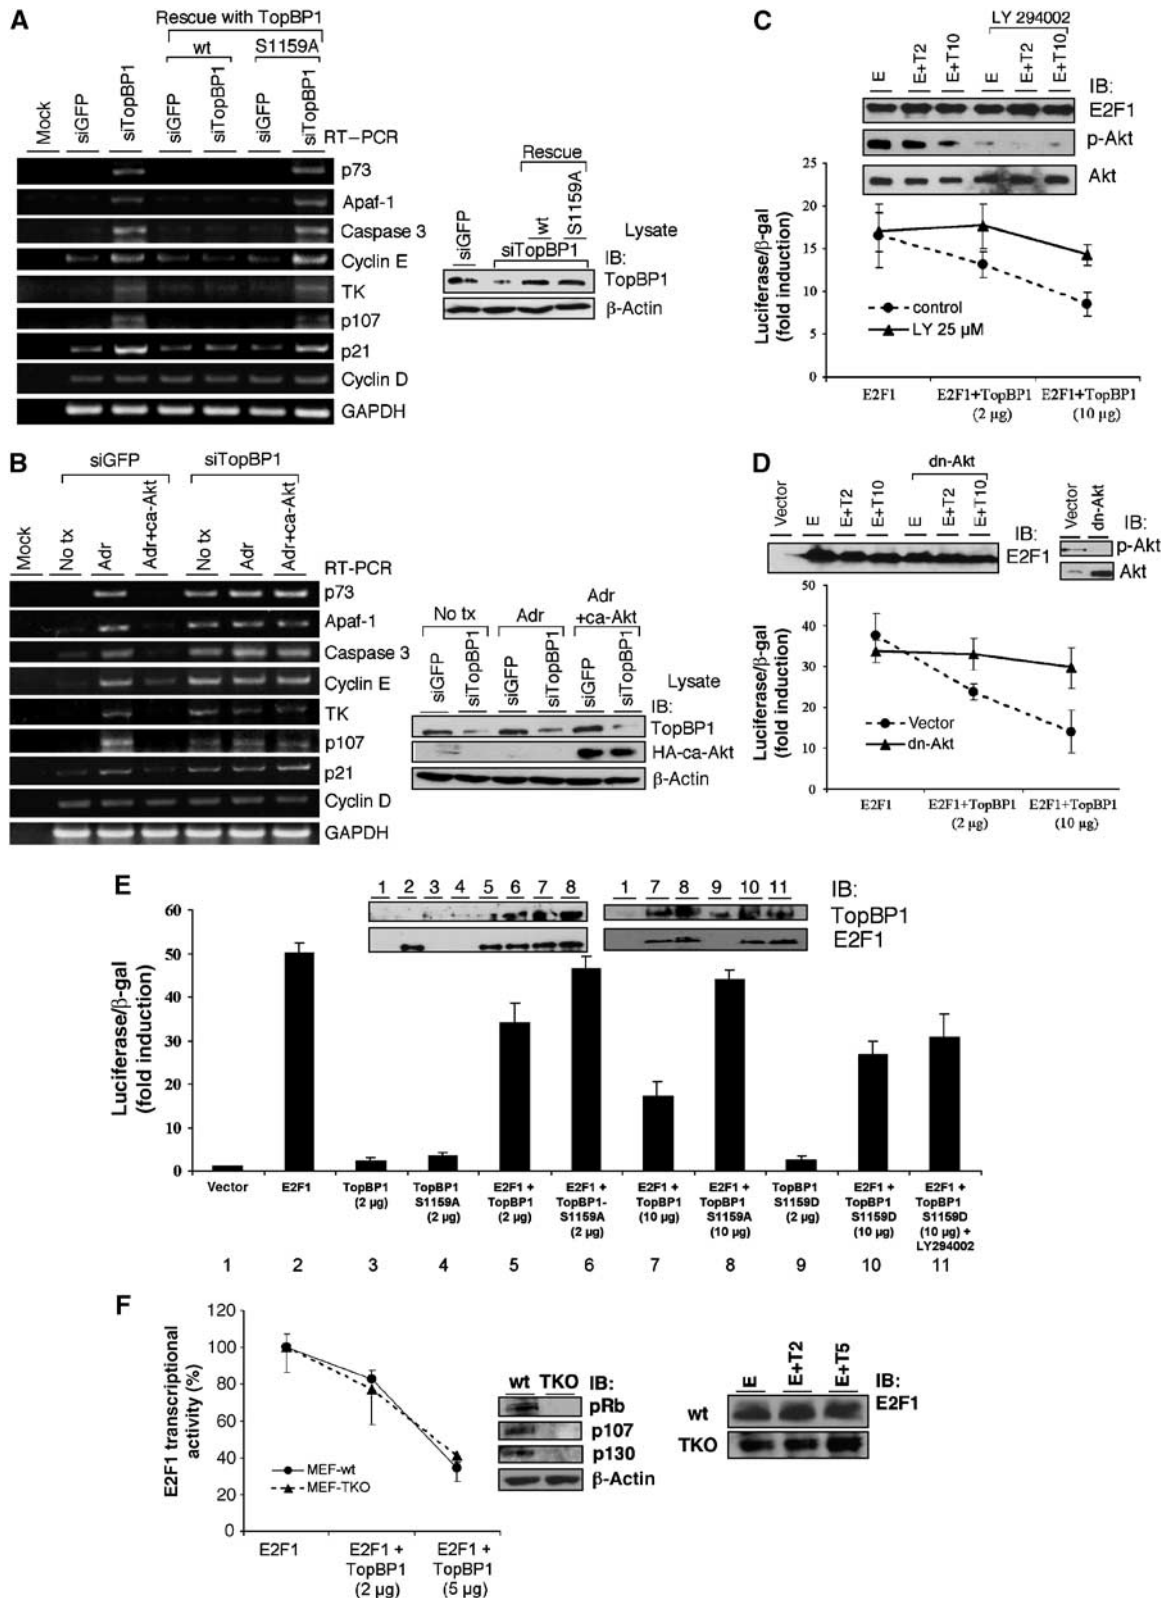 A
Rescue with TopBP1
wt
S1159A
Mock
siGFP
siTopBP1
siGFP
siTopBP1
siGFP
siTopBP1
RT–PCR
p73
Apaf-1
Caspase 3
Cyclin E
TK
p107
p21
Cyclin D
GAPDH
Rescue
siGFP
wt
S1159A
siTopBP1
Lysate
IB:
TopBP1
β-Actin
B
siGFP
siTopBP1
Mock
No tx
Adr
Adr+ca-Akt
No tx
Adr
Adr+ca-Akt
RT-PCR
p73
Apaf-1
Caspase 3
Cyclin E
TK
p107
p21
Cyclin D
GAPDH
No tx
Adr
Adr
+ca-Akt
siGFP
siTopBP1
siGFP
siTopBP1
siGFP
siTopBP1
Lysate
IB:
TopBP1
HA-ca-Akt
β-Actin
C
LY 294002
E
E+T2
E+T10
E
E+T2
E+T10
IB:
E2F1
p-Akt
Akt
Luciferase/β-gal
(fold induction)
25
20
15
10
5
0
control
LY 25 µM
E2F1
E2F1+TopBP1
(2 µg)
E2F1+TopBP1
(10 µg)
D
dn-Akt
Vector
E
E+T2
E+T10
E
E+T2
E+T10
IB:
E2F1
Vector
dn-Akt
IB:
p-Akt
Akt
Luciferase/β-gal
(fold induction)
50
40
30
20
10
0
Vector
dn-Akt
E2F1
E2F1+TopBP1
(2 µg)
E2F1+TopBP1
(10 µg)
E
1 2 3 4 5 6 7 8
1 7 8 9 10 11
IB:
TopBP1
E2F1
Luciferase/β-gal
(fold induction)
60
50
40
30
20
10
0
Vector
E2F1
TopBP1
(2 µg)
TopBP1
S1159A
(2 µg)
E2F1 +
TopBP1
(2 µg)
E2F1 +
TopBP1-
S1159A
(2 µg)
E2F1 +
TopBP1
(10 µg)
E2F1 +
TopBP1
S1159A
(10 µg)
TopBP1
S1159D
(2 µg)
E2F1 +
TopBP1
S1159D
(10 µg)
E2F1 +
TopBP1
S1159D
(10 µg) +
LY294002
1 2 3 4 5 6 7 8 9 10 11
F
E2F1 transcriptional
activity (%)
120
100
80
60
40
20
0
MEF-wt
MEF-TKO
E2F1
E2F1 +
TopBP1
(2 µg)
E2F1 +
TopBP1
(5 µg)
wt TKO IB:
pRb
p107
p130
β-Actin
E
E+T2
E+T5
IB:
E2F1
wt
TKO